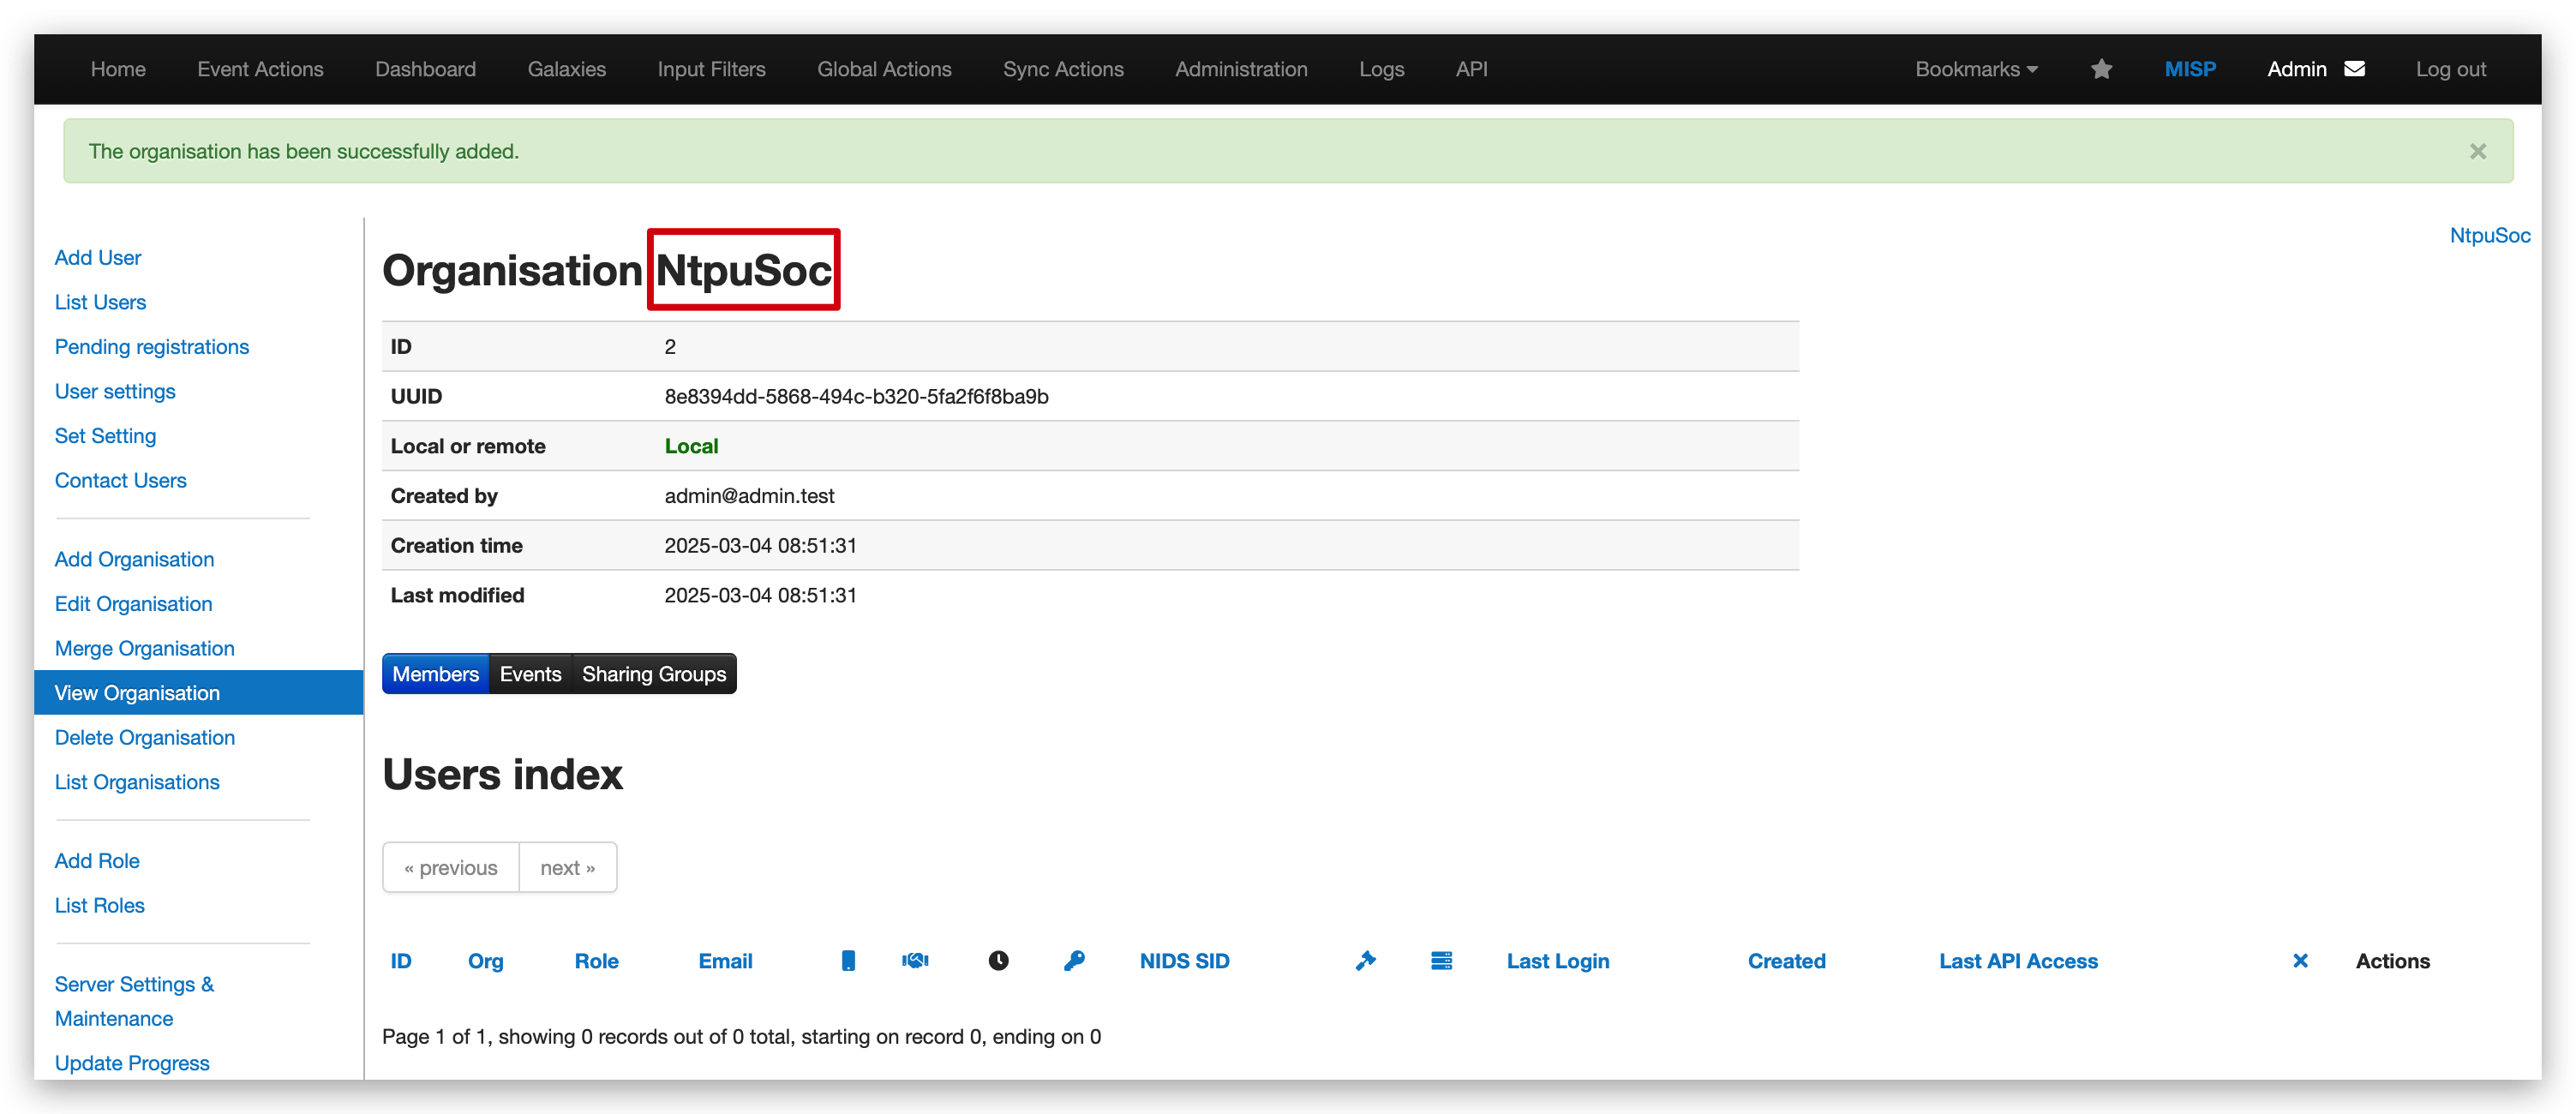 Home Event Actions Dashboard Galaxies Input Filters Global Actions Sync Actions Administration Logs API Bookmarks MISP Admin Log out
The organisation has been successfully added. ×
NtpuSoc
Add User
List Users
Pending registrations
User settings
Set Setting
Contact Users
Add Organisation
Edit Organisation
Merge Organisation
View Organisation
Delete Organisation
List Organisations
Add Role
List Roles
Server Settings &
Maintenance
Update Progress
Organisation NtpuSoc
ID 2
UUID 8e8394dd-5868-494c-b320-5fa2f6f8ba9b
Local or remote Local
Created by admin@admin.test
Creation time 2025-03-04 08:51:31
Last modified 2025-03-04 08:51:31
Members Events Sharing Groups
Users index
« previous next »
ID Org Role Email NIDS SID Last Login Created Last API Access Actions
Page 1 of 1, showing 0 records out of 0 total, starting on record 0, ending on 0